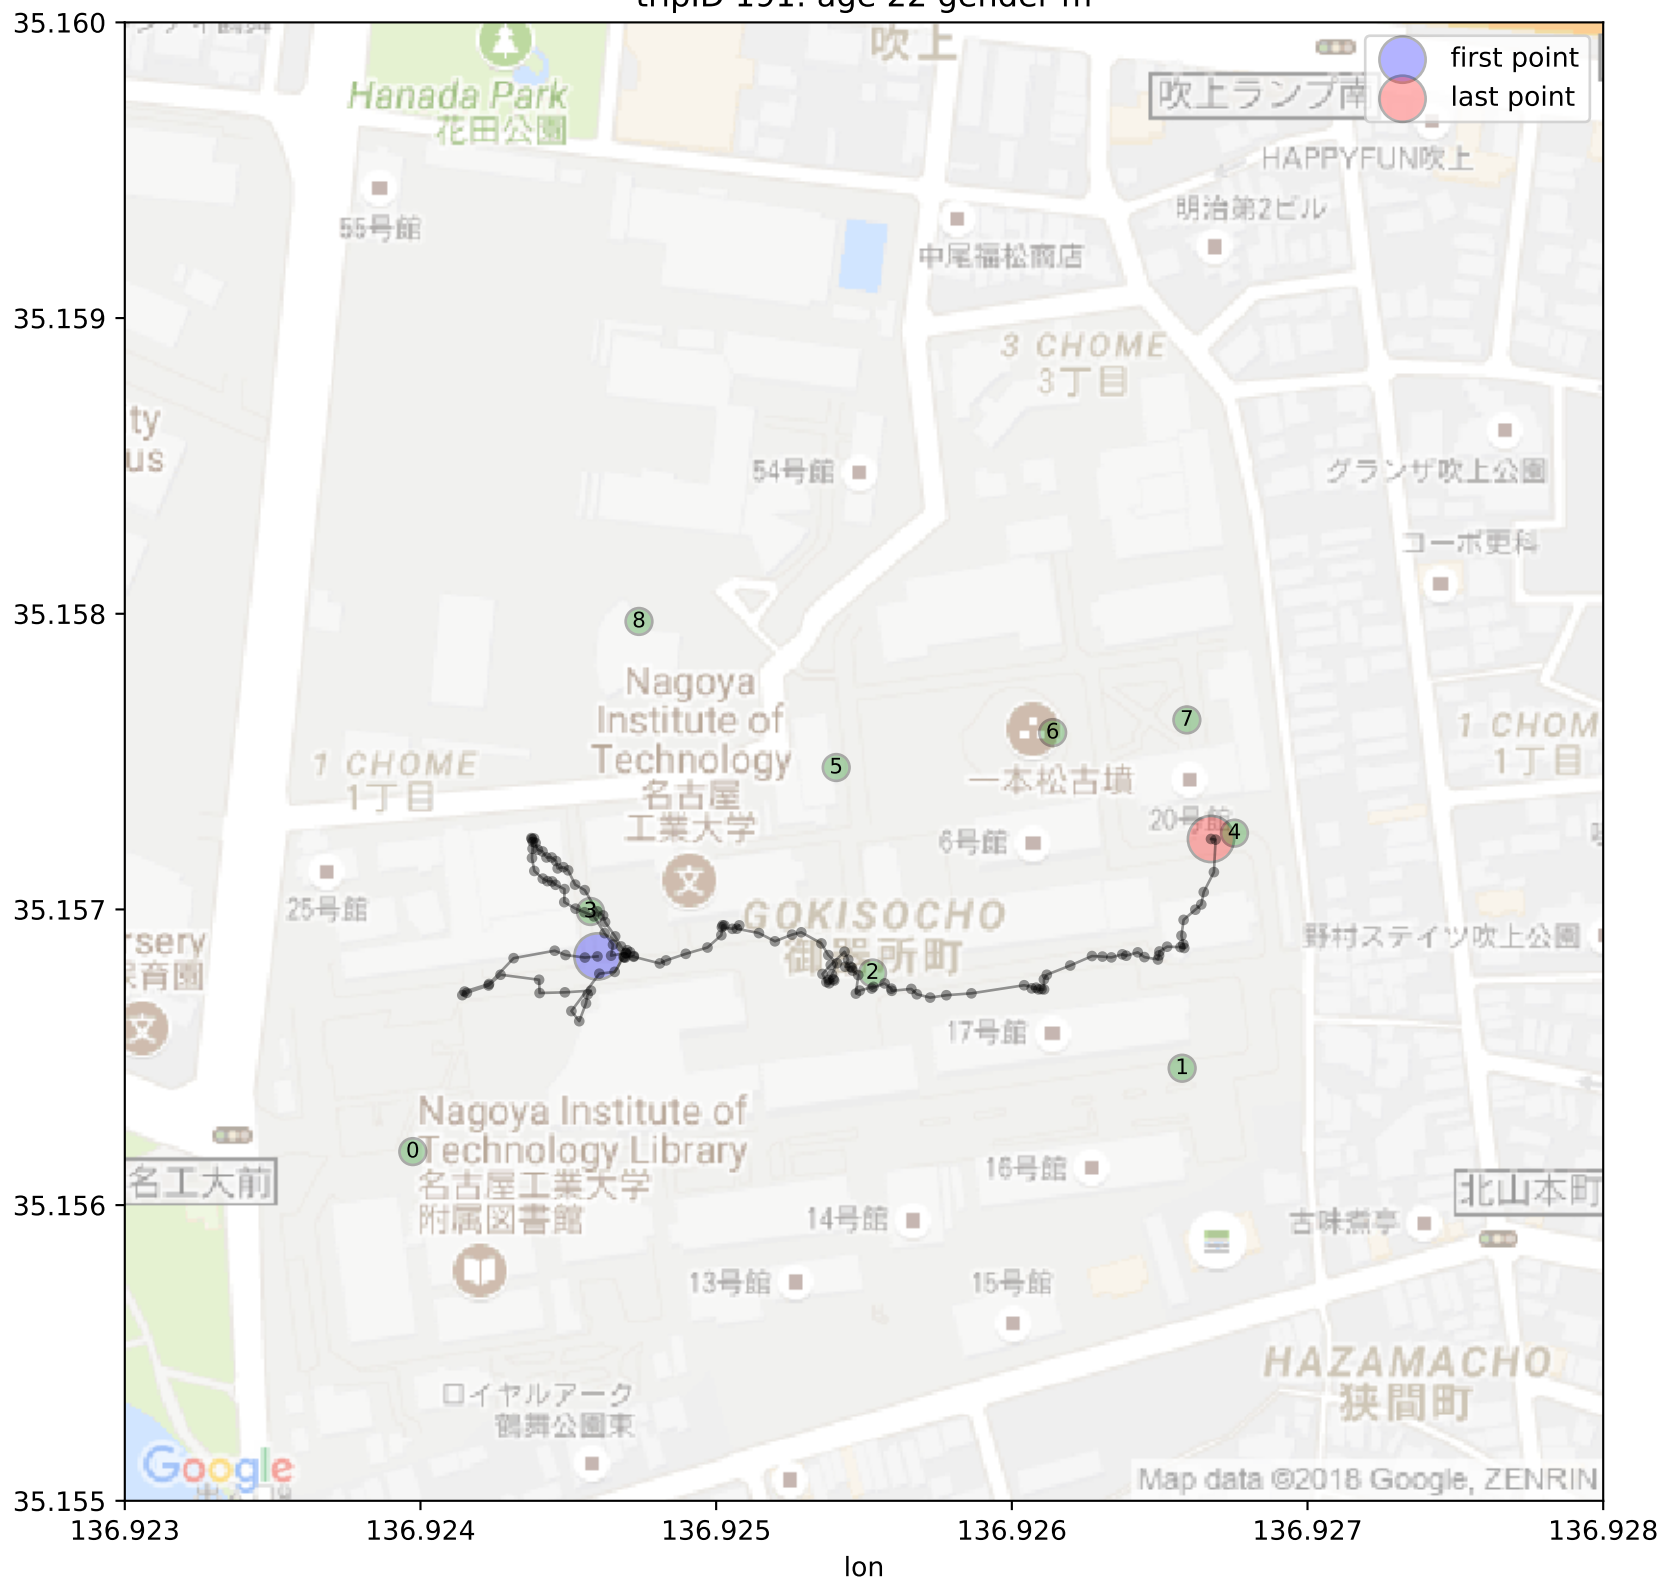 35.160
35.159
35.158
35.157
35.156
35.155
136.923
136.924
136.925
136.926
136.927
136.928
lon
first point
last point
吹上
吹上ランプ南
Hanada Park
花田公園
HAPPYFUN吹上
明治第2ビル
55号館
中尾福松商店
3 CHOME
3丁目
ty
us
54号館
グランザ吹上公園
コーポ更科
8
Nagoya
Institute of
Technology
名古屋
工業大学
7
6
5
1 CHOM
1丁目
1 CHOME
1丁目
一本松古墳
20号館
4
6号館
25号館
3
GOKISOCHO
御器所町
野村ステイツ吹上公園
rsery
保育園
2
17号館
1
Nagoya Institute of
Technology Library
名古屋工業大学
附属図書館
0
名工大前
16号館
北山本町
14号館
古味煮亭
13号館
15号館
HAZAMACHO
狭間町
ロイヤルアーク
鶴舞公園東
Google
Map data ©2018 Google, ZENRIN